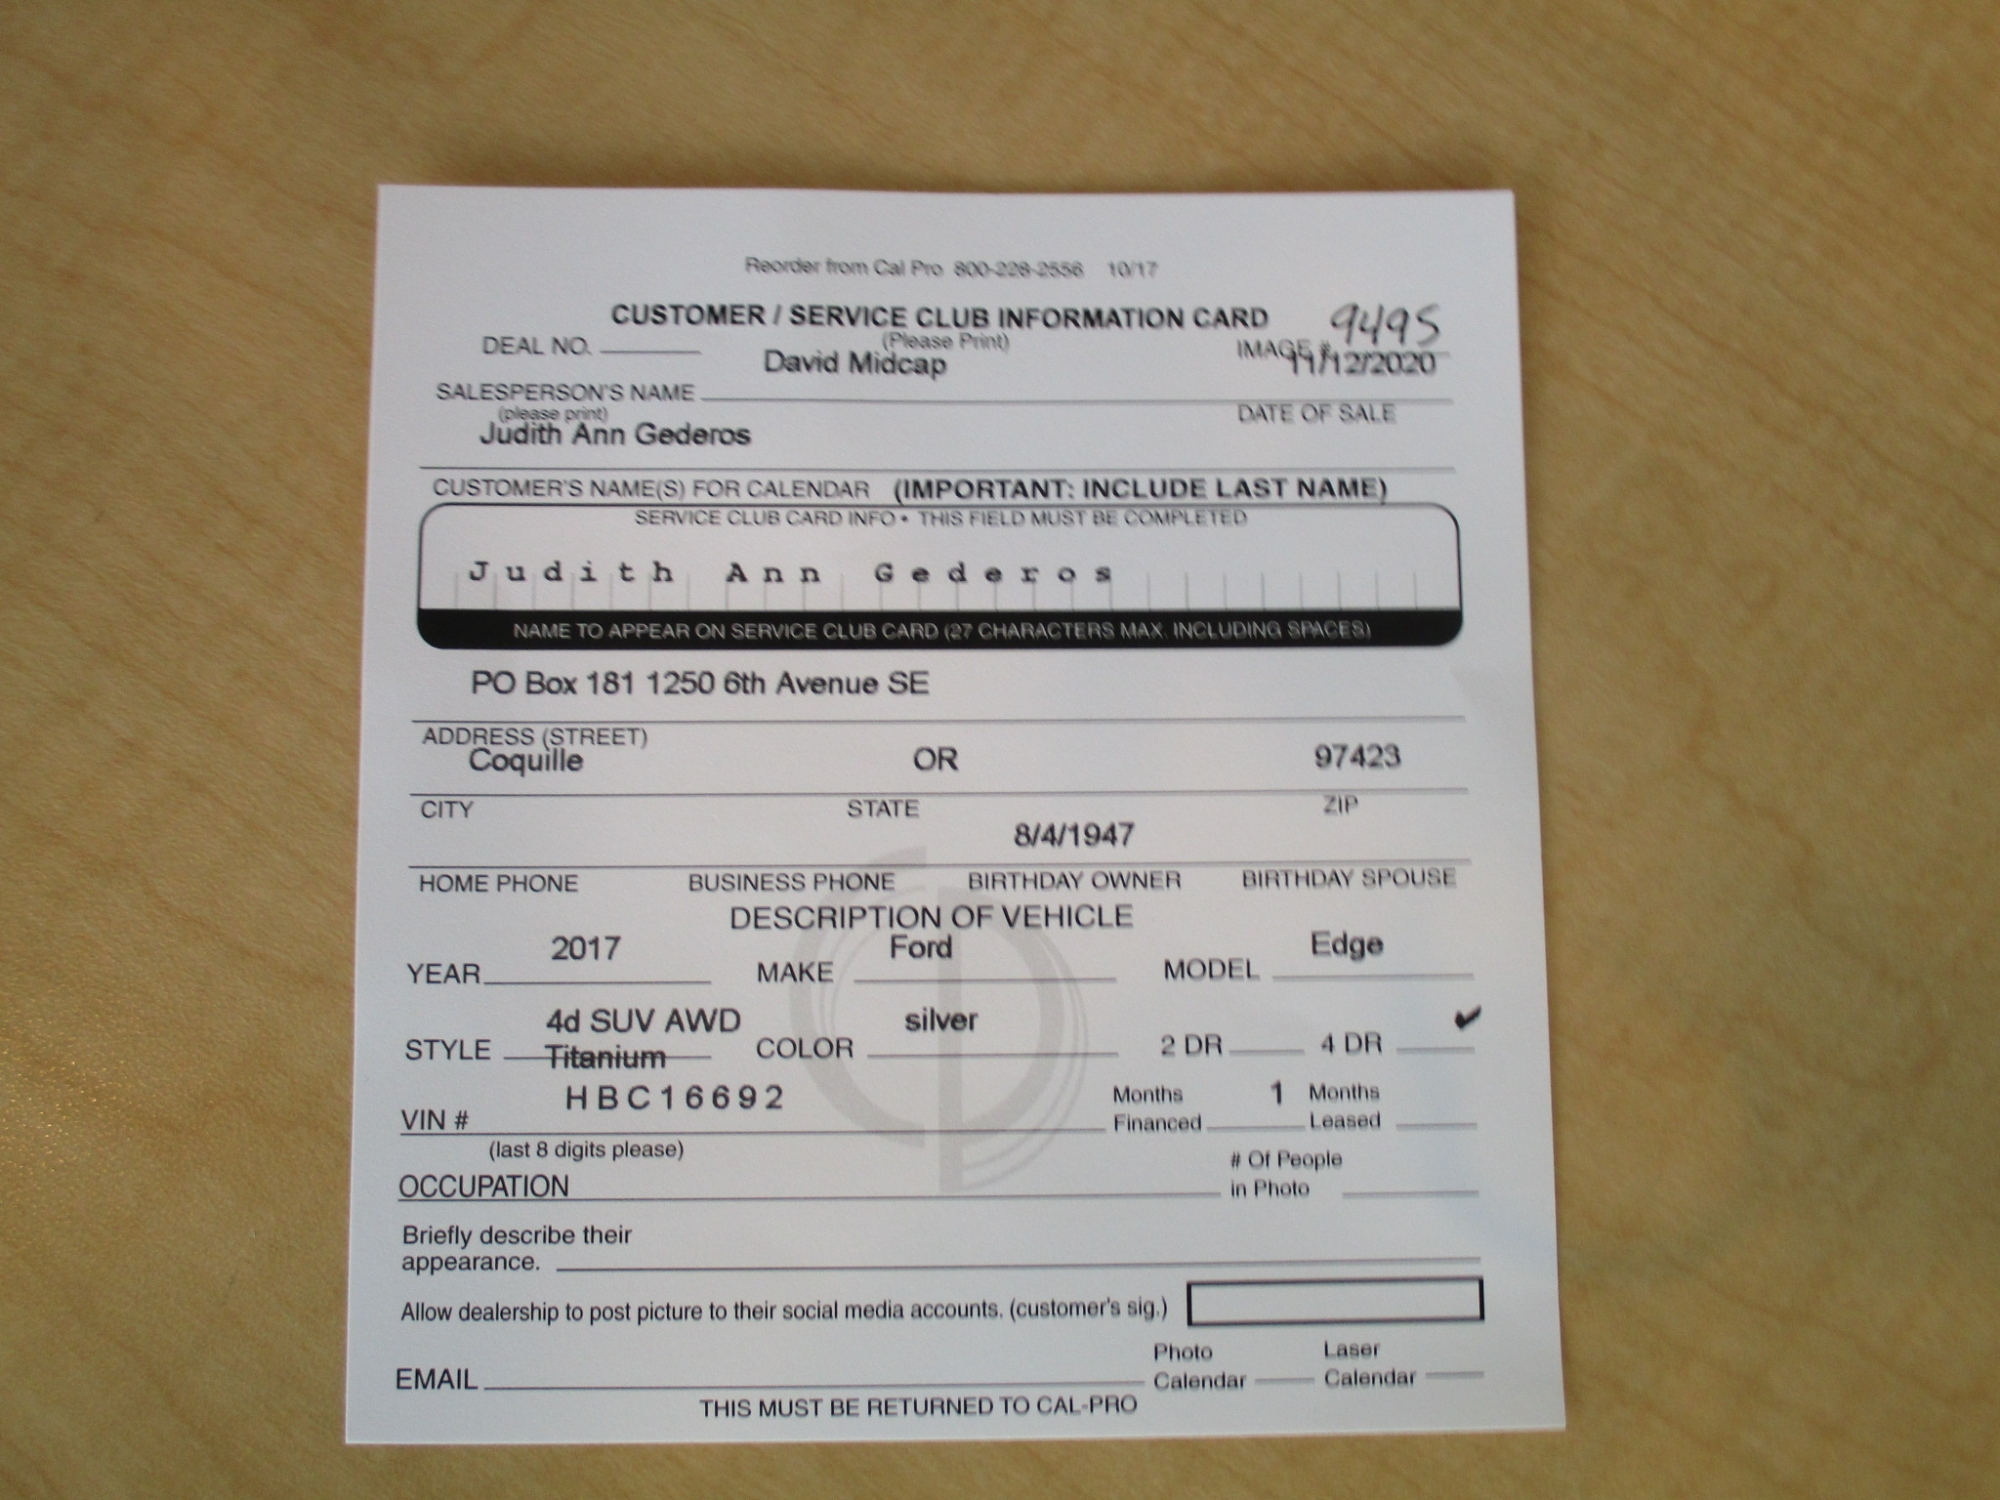 Reorder from Cal Pro 800-228-2556 10/17
CUSTOMER / SERVICE CLUB INFORMATION CARD 9495
(Please Print)
DEAL NO. IMAGE #
David Midcap 11/12/2020
SALESPERSON'S NAME
(please print) DATE OF SALE
Judith Ann Gederos
CUSTOMER'S NAME(S) FOR CALENDAR (IMPORTANT: INCLUDE LAST NAME)
SERVICE CLUB CARD INFO • THIS FIELD MUST BE COMPLETED
Judith Ann Gederos
NAME TO APPEAR ON SERVICE CLUB CARD (27 CHARACTERS MAX. INCLUDING SPACES)
PO Box 181 1250 6th Avenue SE
ADDRESS (STREET)
Coquille OR 97423
CITY STATE ZIP
8/4/1947
HOME PHONE BUSINESS PHONE BIRTHDAY OWNER BIRTHDAY SPOUSE
DESCRIPTION OF VEHICLE
2017 Ford Edge
YEAR MAKE MODEL
4d SUV AWD silver
STYLE Titanium COLOR 2 DR 4 DR ✓
HBC16692 Months 1 Months
VIN # Financed Leased
(last 8 digits please)
# Of People
OCCUPATION in Photo
Briefly describe their
appearance.
Allow dealership to post picture to their social media accounts. (customer's sig.)
Photo Laser
EMAIL Calendar Calendar
THIS MUST BE RETURNED TO CAL-PRO